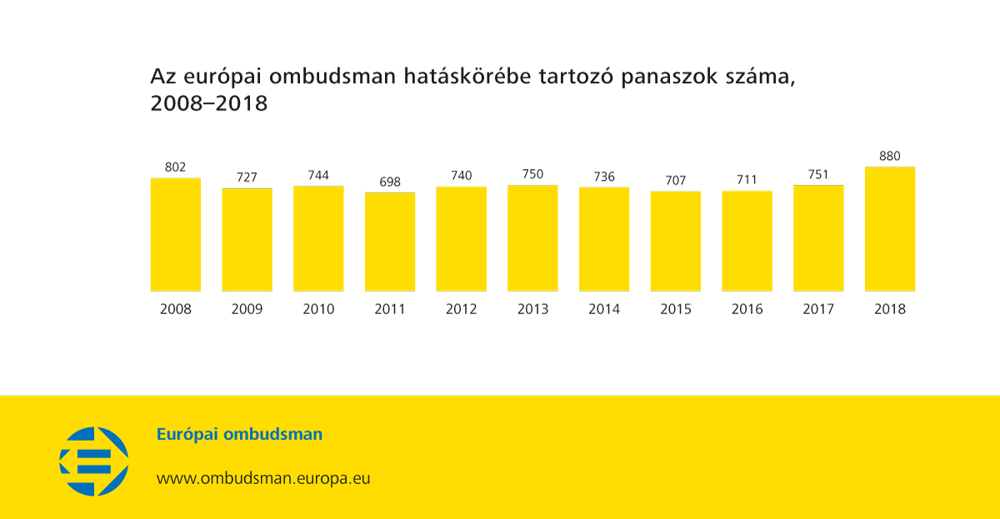 Az európai ombudsman hatáskörébe tartozó panaszok száma,
2008–2018
802 727 744 698 740 750 736 707 711 751 880
2008 2009 2010 2011 2012 2013 2014 2015 2016 2017 2018
Európai ombudsman
www.ombudsman.europa.eu